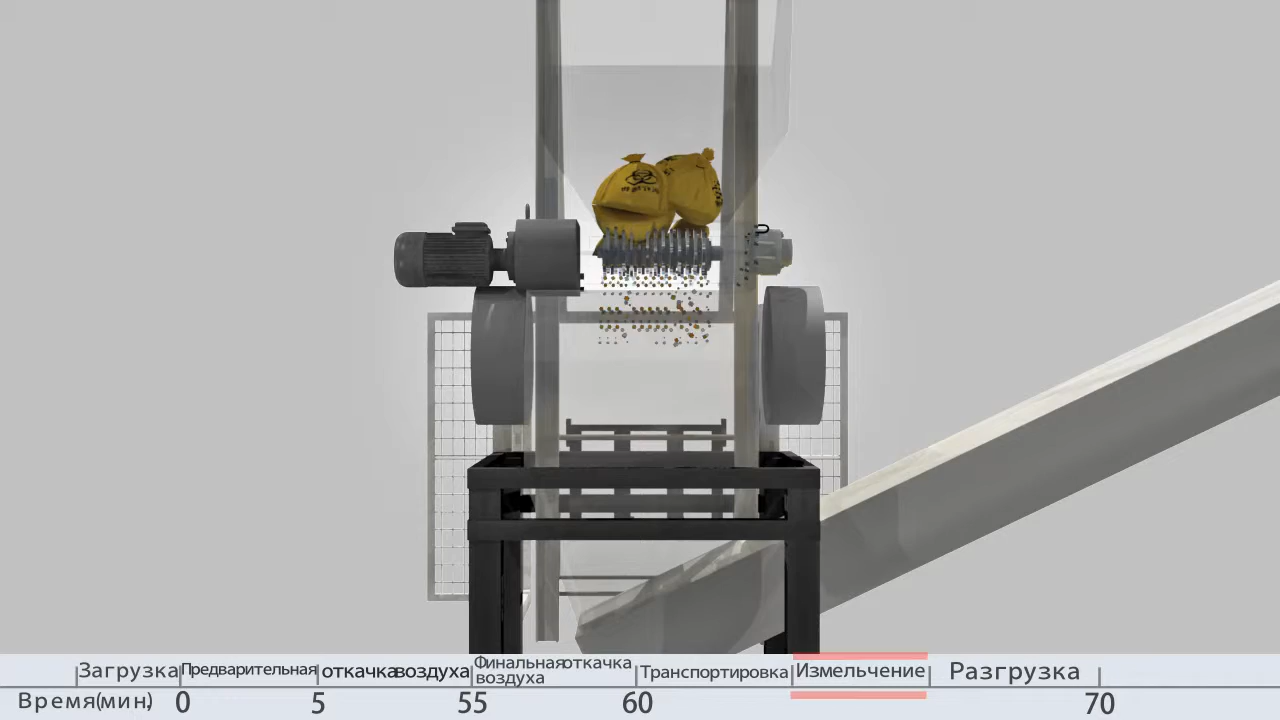 Загрузка Предварительная откачка воздуха Финальная откачка воздуха Транспортировка Измельчение Разгрузка
Время(мин.) 0 5 55 60 70